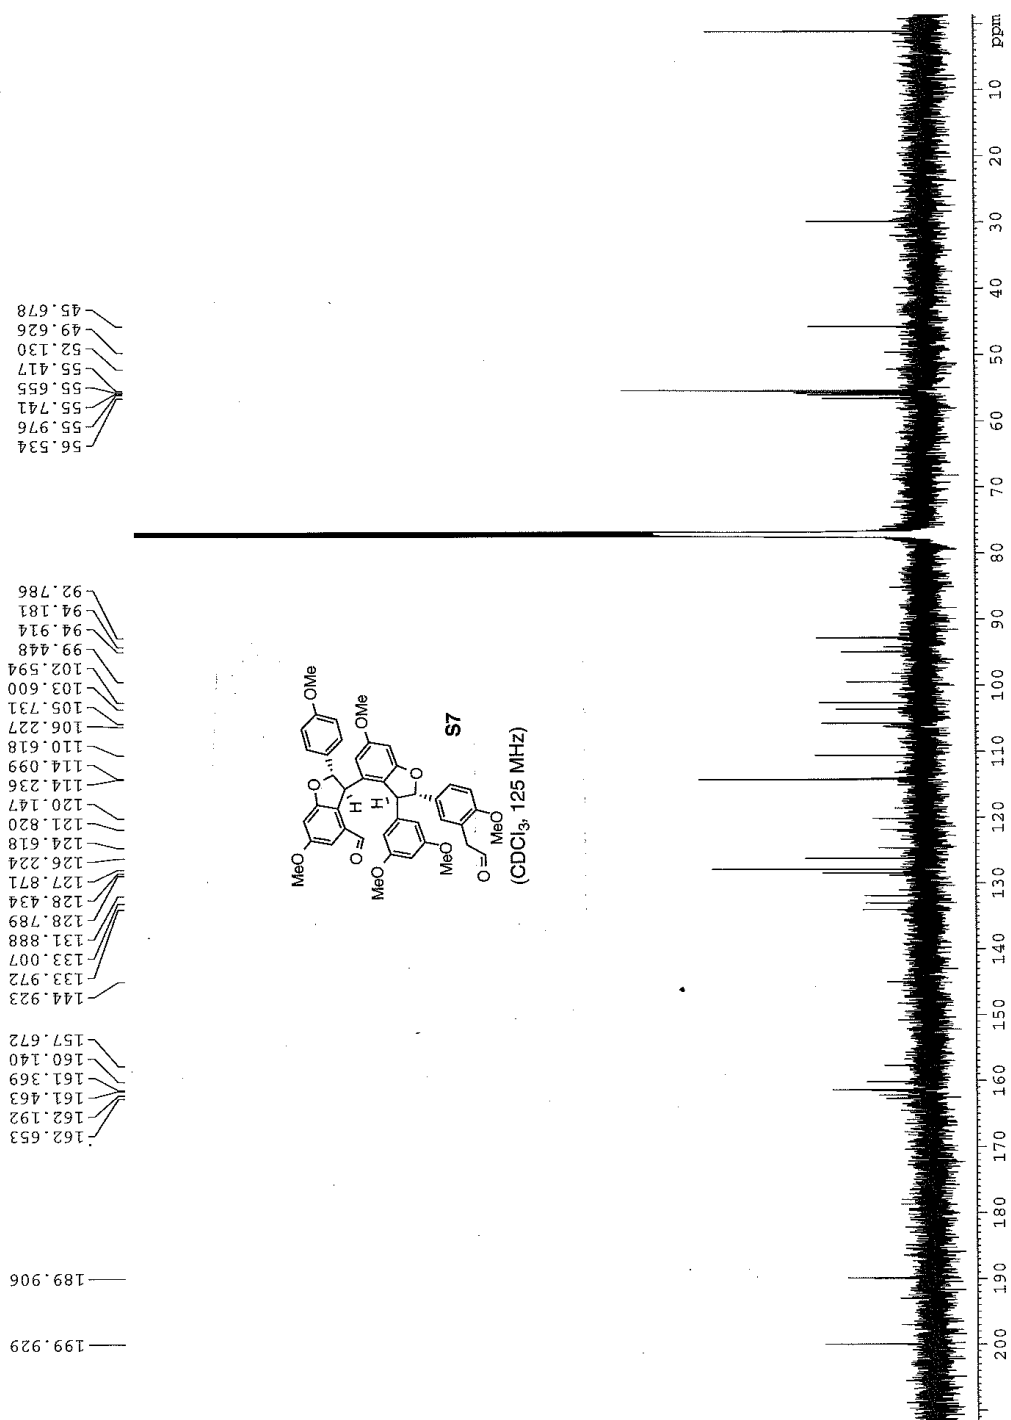 199.929
189.906
162.653
162.192
161.463
161.369
160.140
157.672
144.923
133.972
133.007
131.888
128.789
128.434
127.871
126.224
124.618
121.820
120.147
114.236
114.099
110.618
106.227
105.731
103.600
102.594
99.448
94.914
94.181
92.786
56.534
55.976
55.741
55.655
55.417
52.130
49.626
45.678
MeO
O
OMe
O
H
H
OMe
MeO
O
MeO
O
MeO
S7
(CDCl₃, 125 MHz)
200 190 180 170 160 150 140 130 120 110 100 90 80 70 60 50 40 30 20 10 ppm